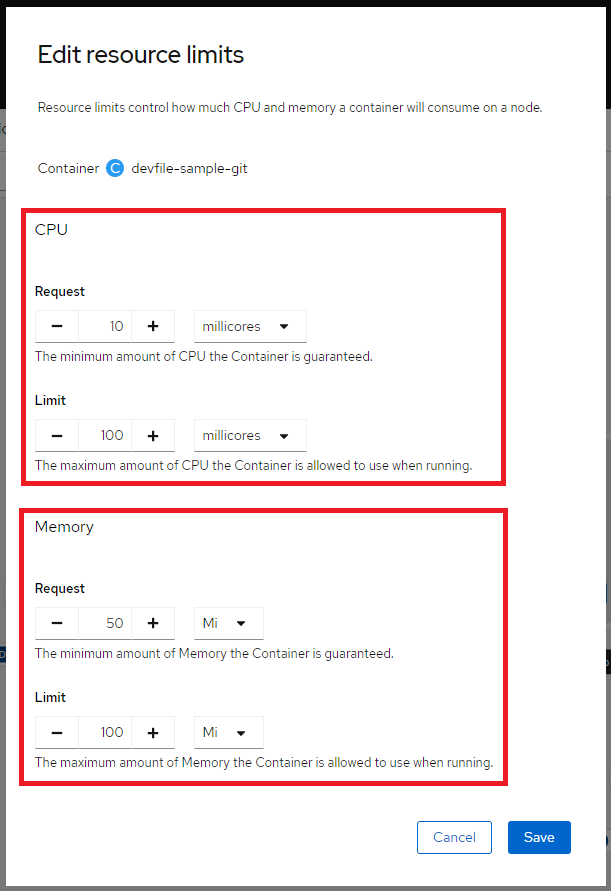 Edit resource limits
Resource limits control how much CPU and memory a container will consume on a node.
Container C devfile-sample-git
CPU
Request
10 millicores
The minimum amount of CPU the Container is guaranteed.
Limit
100 millicores
The maximum amount of CPU the Container is allowed to use when running.
Memory
Request
50 Mi
The minimum amount of Memory the Container is guaranteed.
Limit
100 Mi
The maximum amount of Memory the Container is allowed to use when running.
Cancel Save